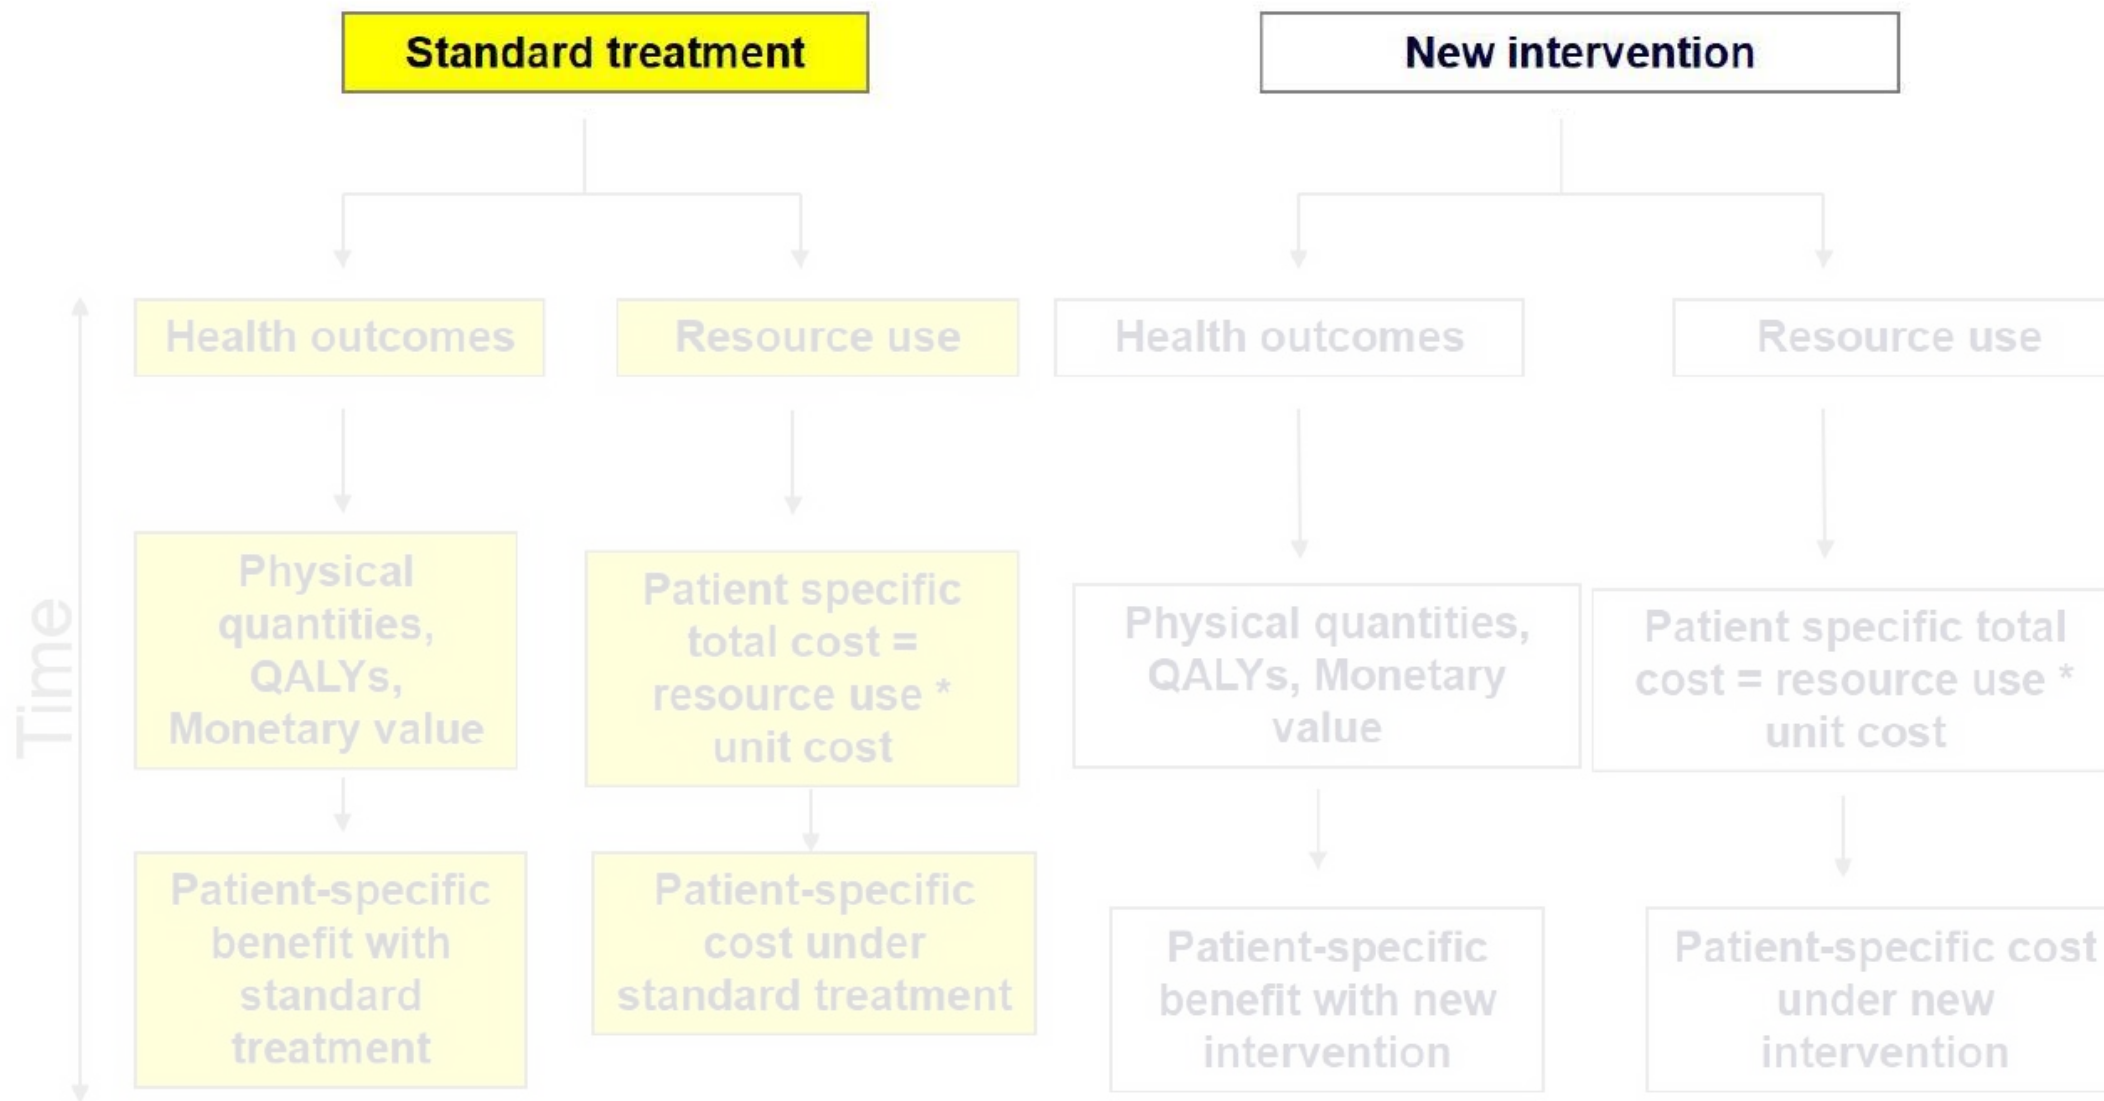 Standard treatment
New intervention
Health outcomes
Resource use
Health outcomes
Resource use
Time
Physical
quantities,
QALYs,
Monetary value
Patient specific
total cost =
resource use *
unit cost
Physical quantities,
QALYs, Monetary
value
Patient specific total
cost = resource use *
unit cost
Patient-specific
benefit with
standard
treatment
Patient-specific
cost under
standard treatment
Patient-specific
benefit with new
intervention
Patient-specific cost
under new
intervention